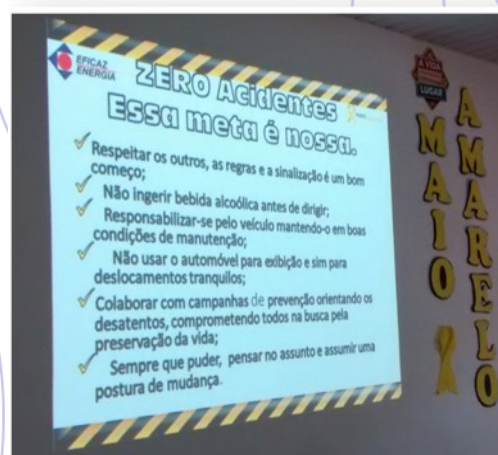 EFICAZ
ENERGIA
ZERO Acidentes
Essa meta é nossa.
Respeitar os outros, as regras e a sinalização é um bom
começo;
Não ingerir bebida alcoólica antes de dirigir;
Responsabilizar-se pelo veículo mantendo-o em boas
condições de manutenção;
Não usar o automóvel para exibição e sim para
deslocamentos tranquilos;
Colaborar com campanhas de prevenção orientando os
desatentos, comprometendo todos na busca pela
preservação da vida;
Sempre que puder, pensar no assunto e assumir uma
postura de mudança.
A VIDA
LUGAR
MAIO
AMARELO